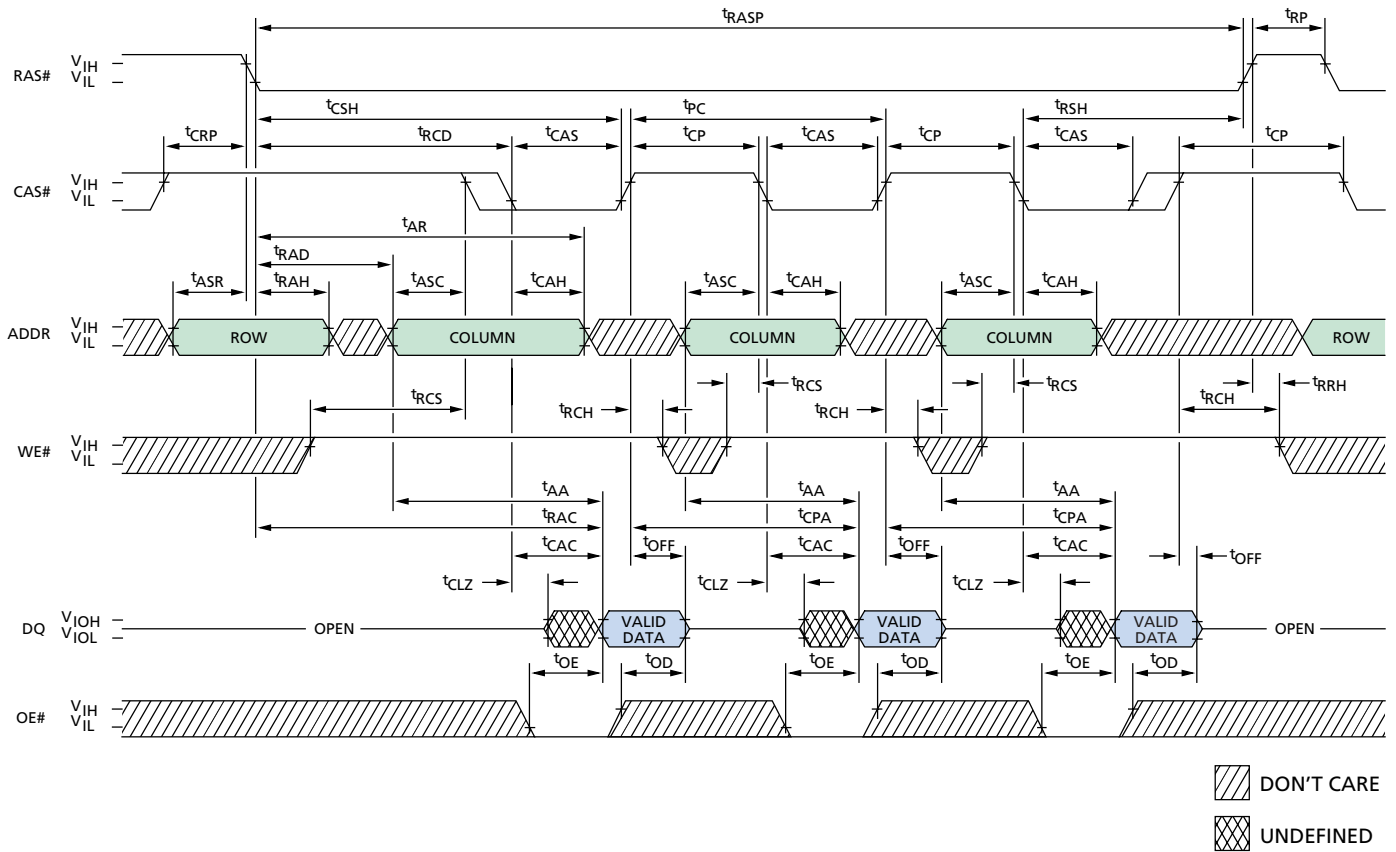 tRASP tRP
RAS# VIH
VIL
tCSH tPC tRSH
tCRP tRCD tCAS tCP tCAS tCP tCAS tCP
CAS# VIH
VIL
tAR
tRAD
tASR tRAH tASC tCAH tASC tCAH tASC tCAH
ADDR VIH
VIL
ROW COLUMN COLUMN COLUMN ROW
tRCS tRCH tRCS tRCH tRCS tRCH tRRH
WE# VIH
VIL
tAA tAA tAA
tRAC tCPA tCPA
tCAC tOFF tCAC tOFF tCAC tOFF
tCLZ tCLZ tCLZ
DQ VIOH
VIOL
OPEN VALID DATA VALID DATA VALID DATA OPEN
tOE tOD tOE tOD tOE tOD
OE# VIH
VIL
DON'T CARE
UNDEFINED